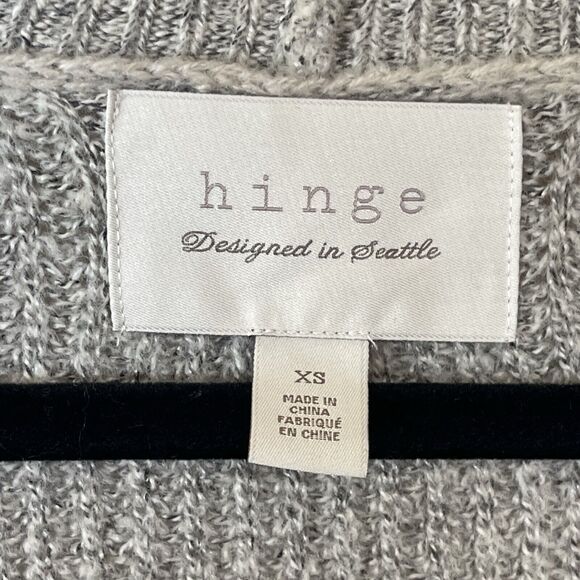 hinge
Designed in Seattle
XS
MADE IN
CHINA
FABRIQUÉ
EN CHINE